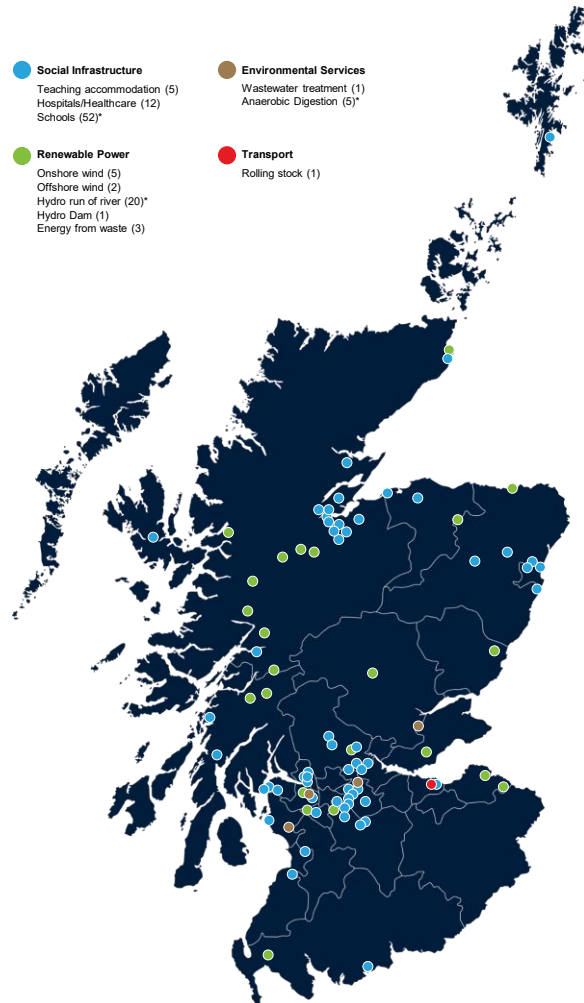 Social Infrastructure
Teaching accommodation (5)
Hospitals/Healthcare (12)
Schools (52)*
Environmental Services
Wastewater treatment (1)
Anaerobic Digestion (5)*
Renewable Power
Onshore wind (5)
Offshore wind (2)
Hydro run of river (20)*
Hydro Dam (1)
Energy from waste (3)
Transport
Rolling stock (1)